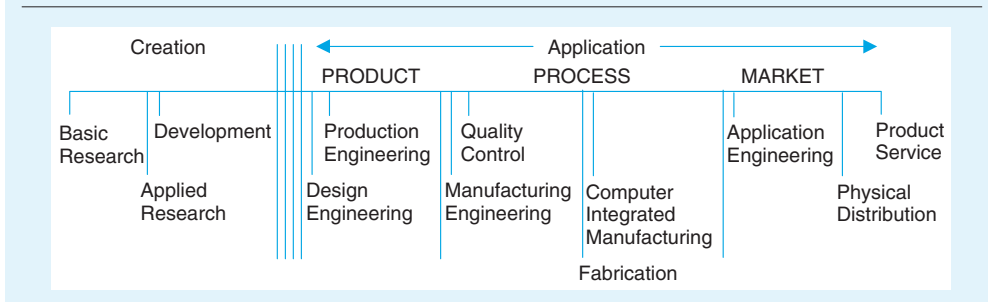 Creation
Application
PRODUCT
PROCESS
MARKET
Basic
Research
Development
Applied
Research
Production
Engineering
Design
Engineering
Quality
Control
Manufacturing
Engineering
Computer
Integrated
Manufacturing
Fabrication
Application
Engineering
Physical
Distribution
Product
Service